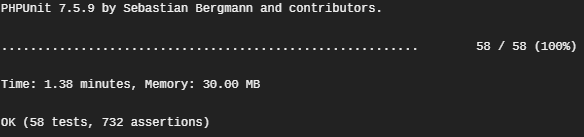 PHPUnit 7.5.9 by Sebastian Bergmann and contributors.
.......................................................... 58 / 58 (100%)
Time: 1.38 minutes, Memory: 30.00 MB
OK (58 tests, 732 assertions)